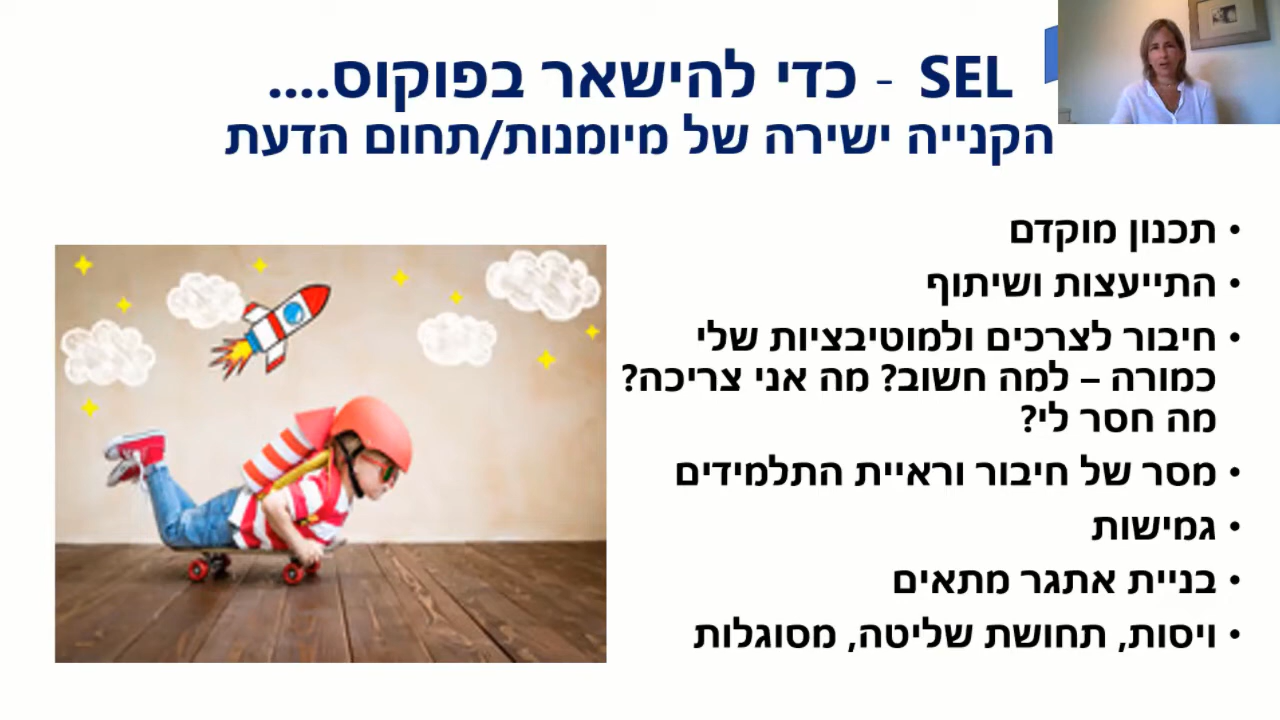 SEL - כדי להישאר בפוקוס....
הקנייה ישירה של מיומנות/תחום הדעת
• תכנון מוקדם
• התייעצות ושיתוף
• חיבור לצרכים ולמוטיבציות שלי
כמורה – למה חשוב? מה אני צריכה?
מה חסר לי?
• מסר של חיבור וראיית התלמידים
• גמישות
• בניית אתגר מתאים
• ויסות, תחושת שליטה, מסוגלות